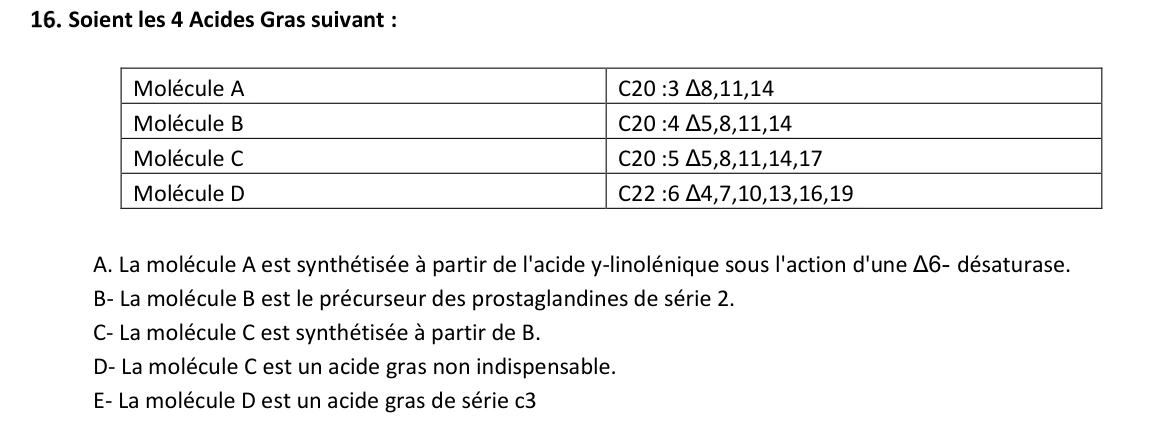 16. Soient les 4 Acides Gras suivant :
Molécule A C20 :3 Δ8,11,14
Molécule B C20 :4 Δ5,8,11,14
Molécule C C20 :5 Δ5,8,11,14,17
Molécule D C22 :6 Δ4,7,10,13,16,19
A. La molécule A est synthétisée à partir de l'acide y-linolénique sous l'action d'une Δ6- désaturase.
B- La molécule B est le précurseur des prostaglandines de série 2.
C- La molécule C est synthétisée à partir de B.
D- La molécule C est un acide gras non indispensable.
E- La molécule D est un acide gras de série c3